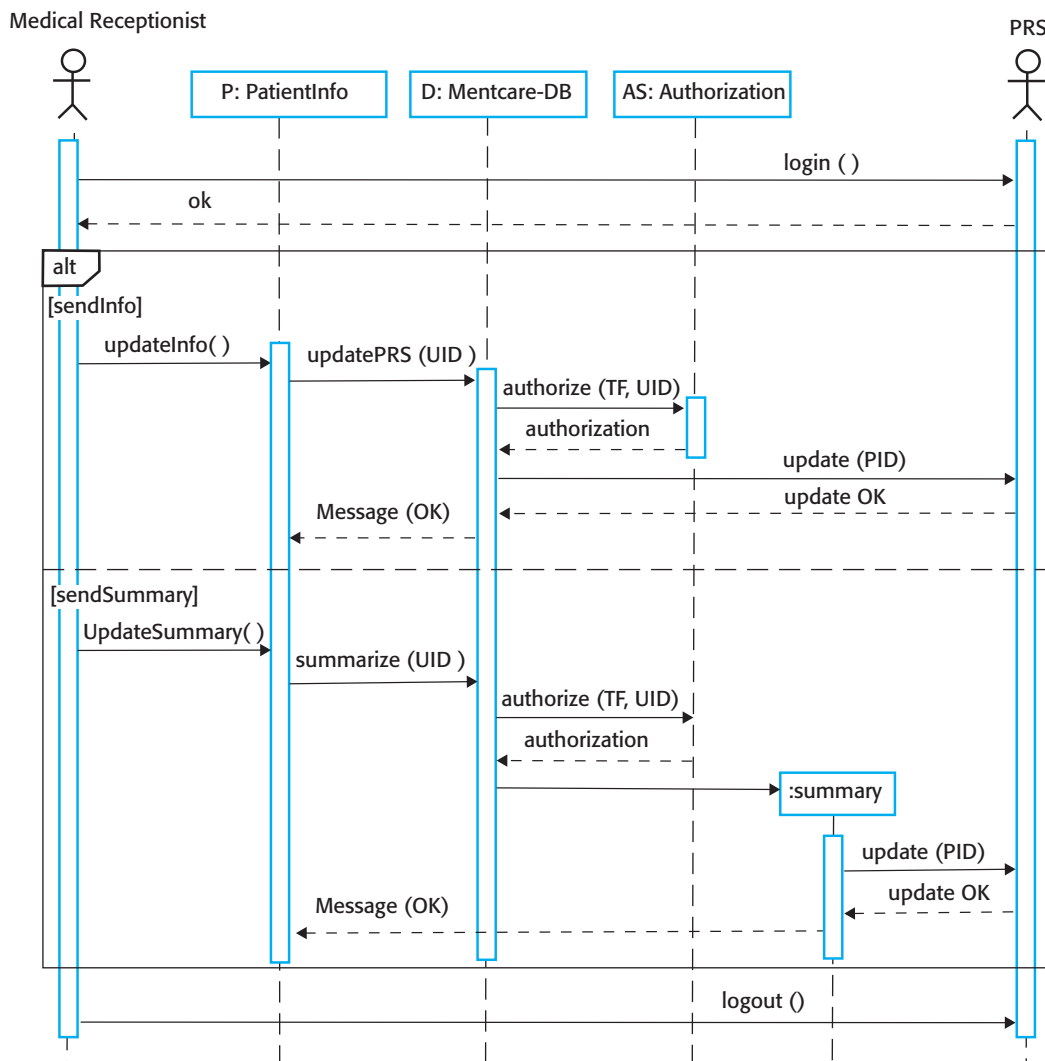 Medical Receptionist
PRS
P: PatientInfo
D: Mentcare-DB
AS: Authorization
login ( )
ok
alt
[sendInfo]
updateInfo( )
updatePRS (UID )
authorize (TF, UID)
authorization
update (PID)
update OK
Message (OK)
[sendSummary]
UpdateSummary( )
summarize (UID )
authorize (TF, UID)
authorization
:summary
update (PID)
update OK
Message (OK)
logout ()